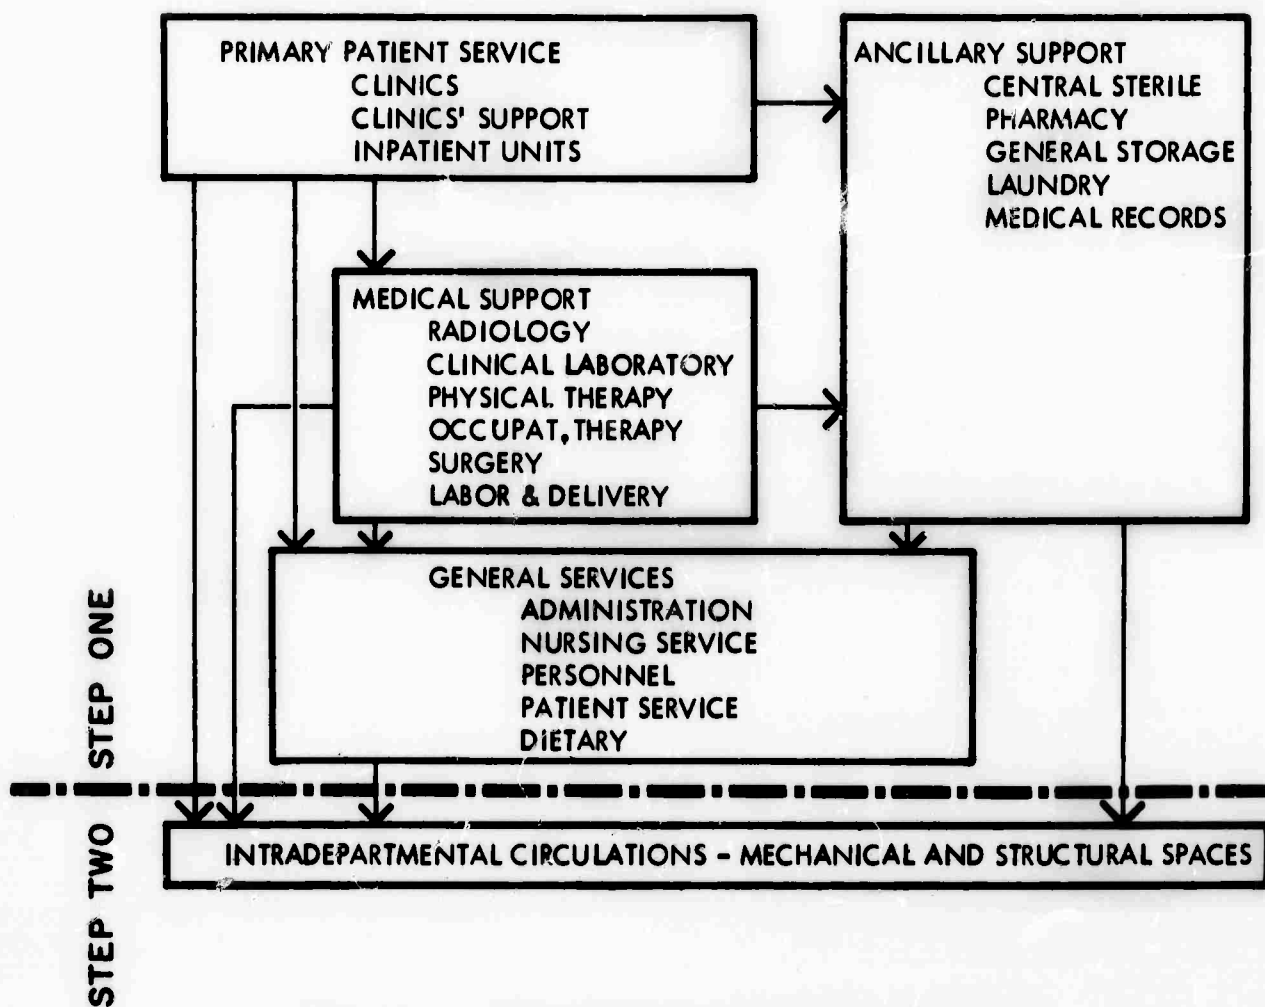 PRIMARY PATIENT SERVICE
CLINICS
CLINICS' SUPPORT
INPATIENT UNITS
ANCILLARY SUPPORT
CENTRAL STERILE
PHARMACY
GENERAL STORAGE
LAUNDRY
MEDICAL RECORDS
MEDICAL SUPPORT
RADIOLOGY
CLINICAL LABORATORY
PHYSICAL THERAPY
OCCUPAT. THERAPY
SURGERY
LABOR & DELIVERY
GENERAL SERVICES
ADMINISTRATION
NURSING SERVICE
PERSONNEL
PATIENT SERVICE
DIETARY
STEP ONE
STEP TWO
INTRADEPARTMENTAL CIRCULATIONS - MECHANICAL AND STRUCTURAL SPACES